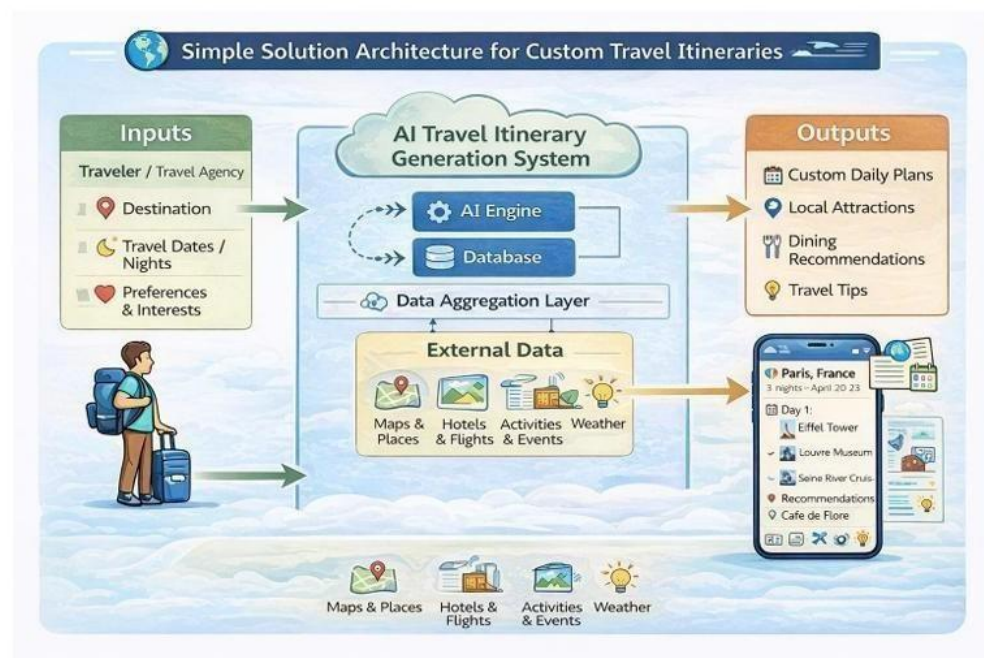 Simple Solution Architecture for Custom Travel Itineraries
Inputs
Traveler / Travel Agency
Destination
Travel Dates /
Nights
Preferences
& Interests
AI Travel Itinerary
Generation System
AI Engine
Database
Data Aggregation Layer
External Data
Maps &
Places
Hotels
& Flights
Activities
& Events
Weather
Outputs
Custom Daily Plans
Local Attractions
Dining
Recommendations
Travel Tips
Paris, France
3 nights - April 20 23
Day 1:
Eiffel Tower
Louvre Museum
Seine River Cruis-
Recommendations
Cafe de Flore
Maps & Places
Hotels &
Flights
Activities
& Events
Weather